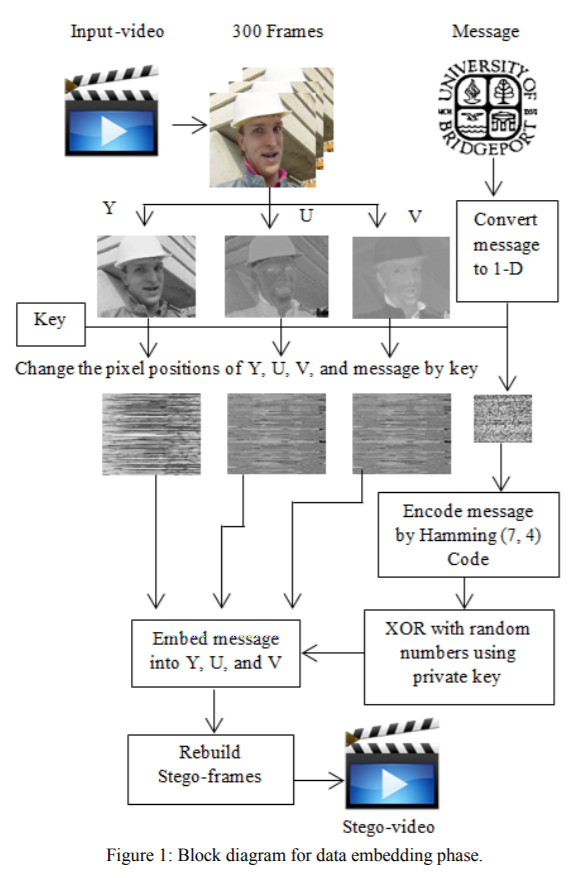 Input-video
300 Frames
Message
UNIVERSITY OF
BRIDGEPORT
Y
U
V
Convert
message
to 1-D
Key
Change the pixel positions of Y, U, V, and message by key
Encode message
by Hamming (7, 4)
Code
Embed message
into Y, U, and V
XOR with random
numbers using
private key
Rebuild
Stego-frames
Stego-video
Figure 1: Block diagram for data embedding phase.